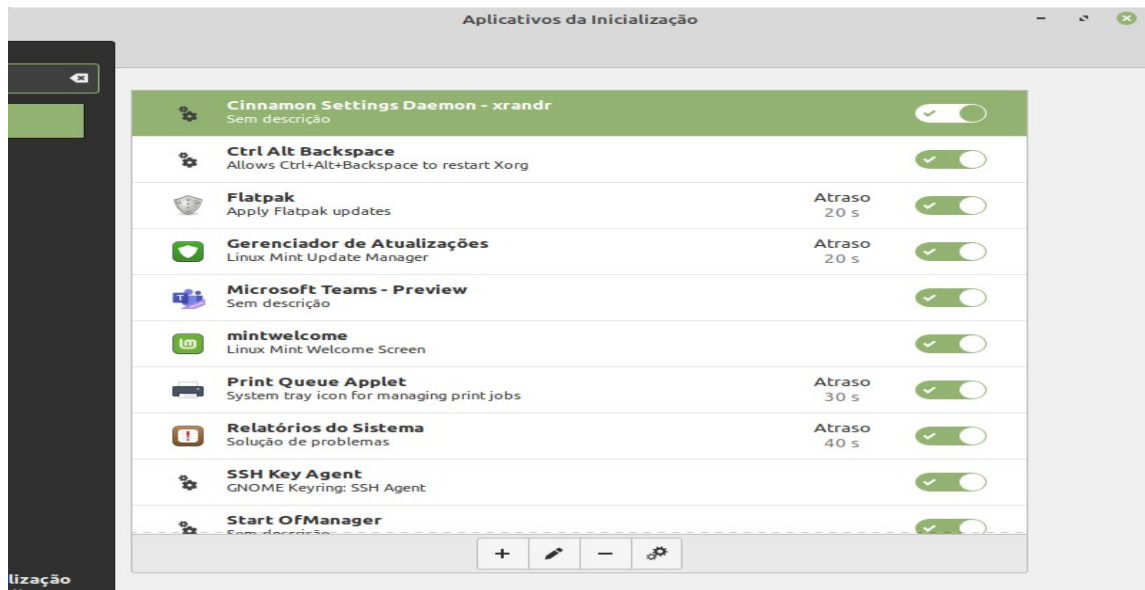 Aplicativos da Inicialização
Cinnamon Settings Daemon - xrandr
Sem descrição
Ctrl Alt Backspace
Allows Ctrl+Alt+Backspace to restart Xorg
Flatpak
Apply Flatpak updates
Atraso
20 s
Gerenciador de Atualizações
Linux Mint Update Manager
Atraso
20 s
Microsoft Teams - Preview
Sem descrição
mintwelcome
Linux Mint Welcome Screen
Print Queue Applet
System tray icon for managing print jobs
Atraso
30 s
Relatórios do Sistema
Solução de problemas
Atraso
40 s
SSH Key Agent
GNOME Keyring: SSH Agent
Start OfManager
Sem descrição
lização